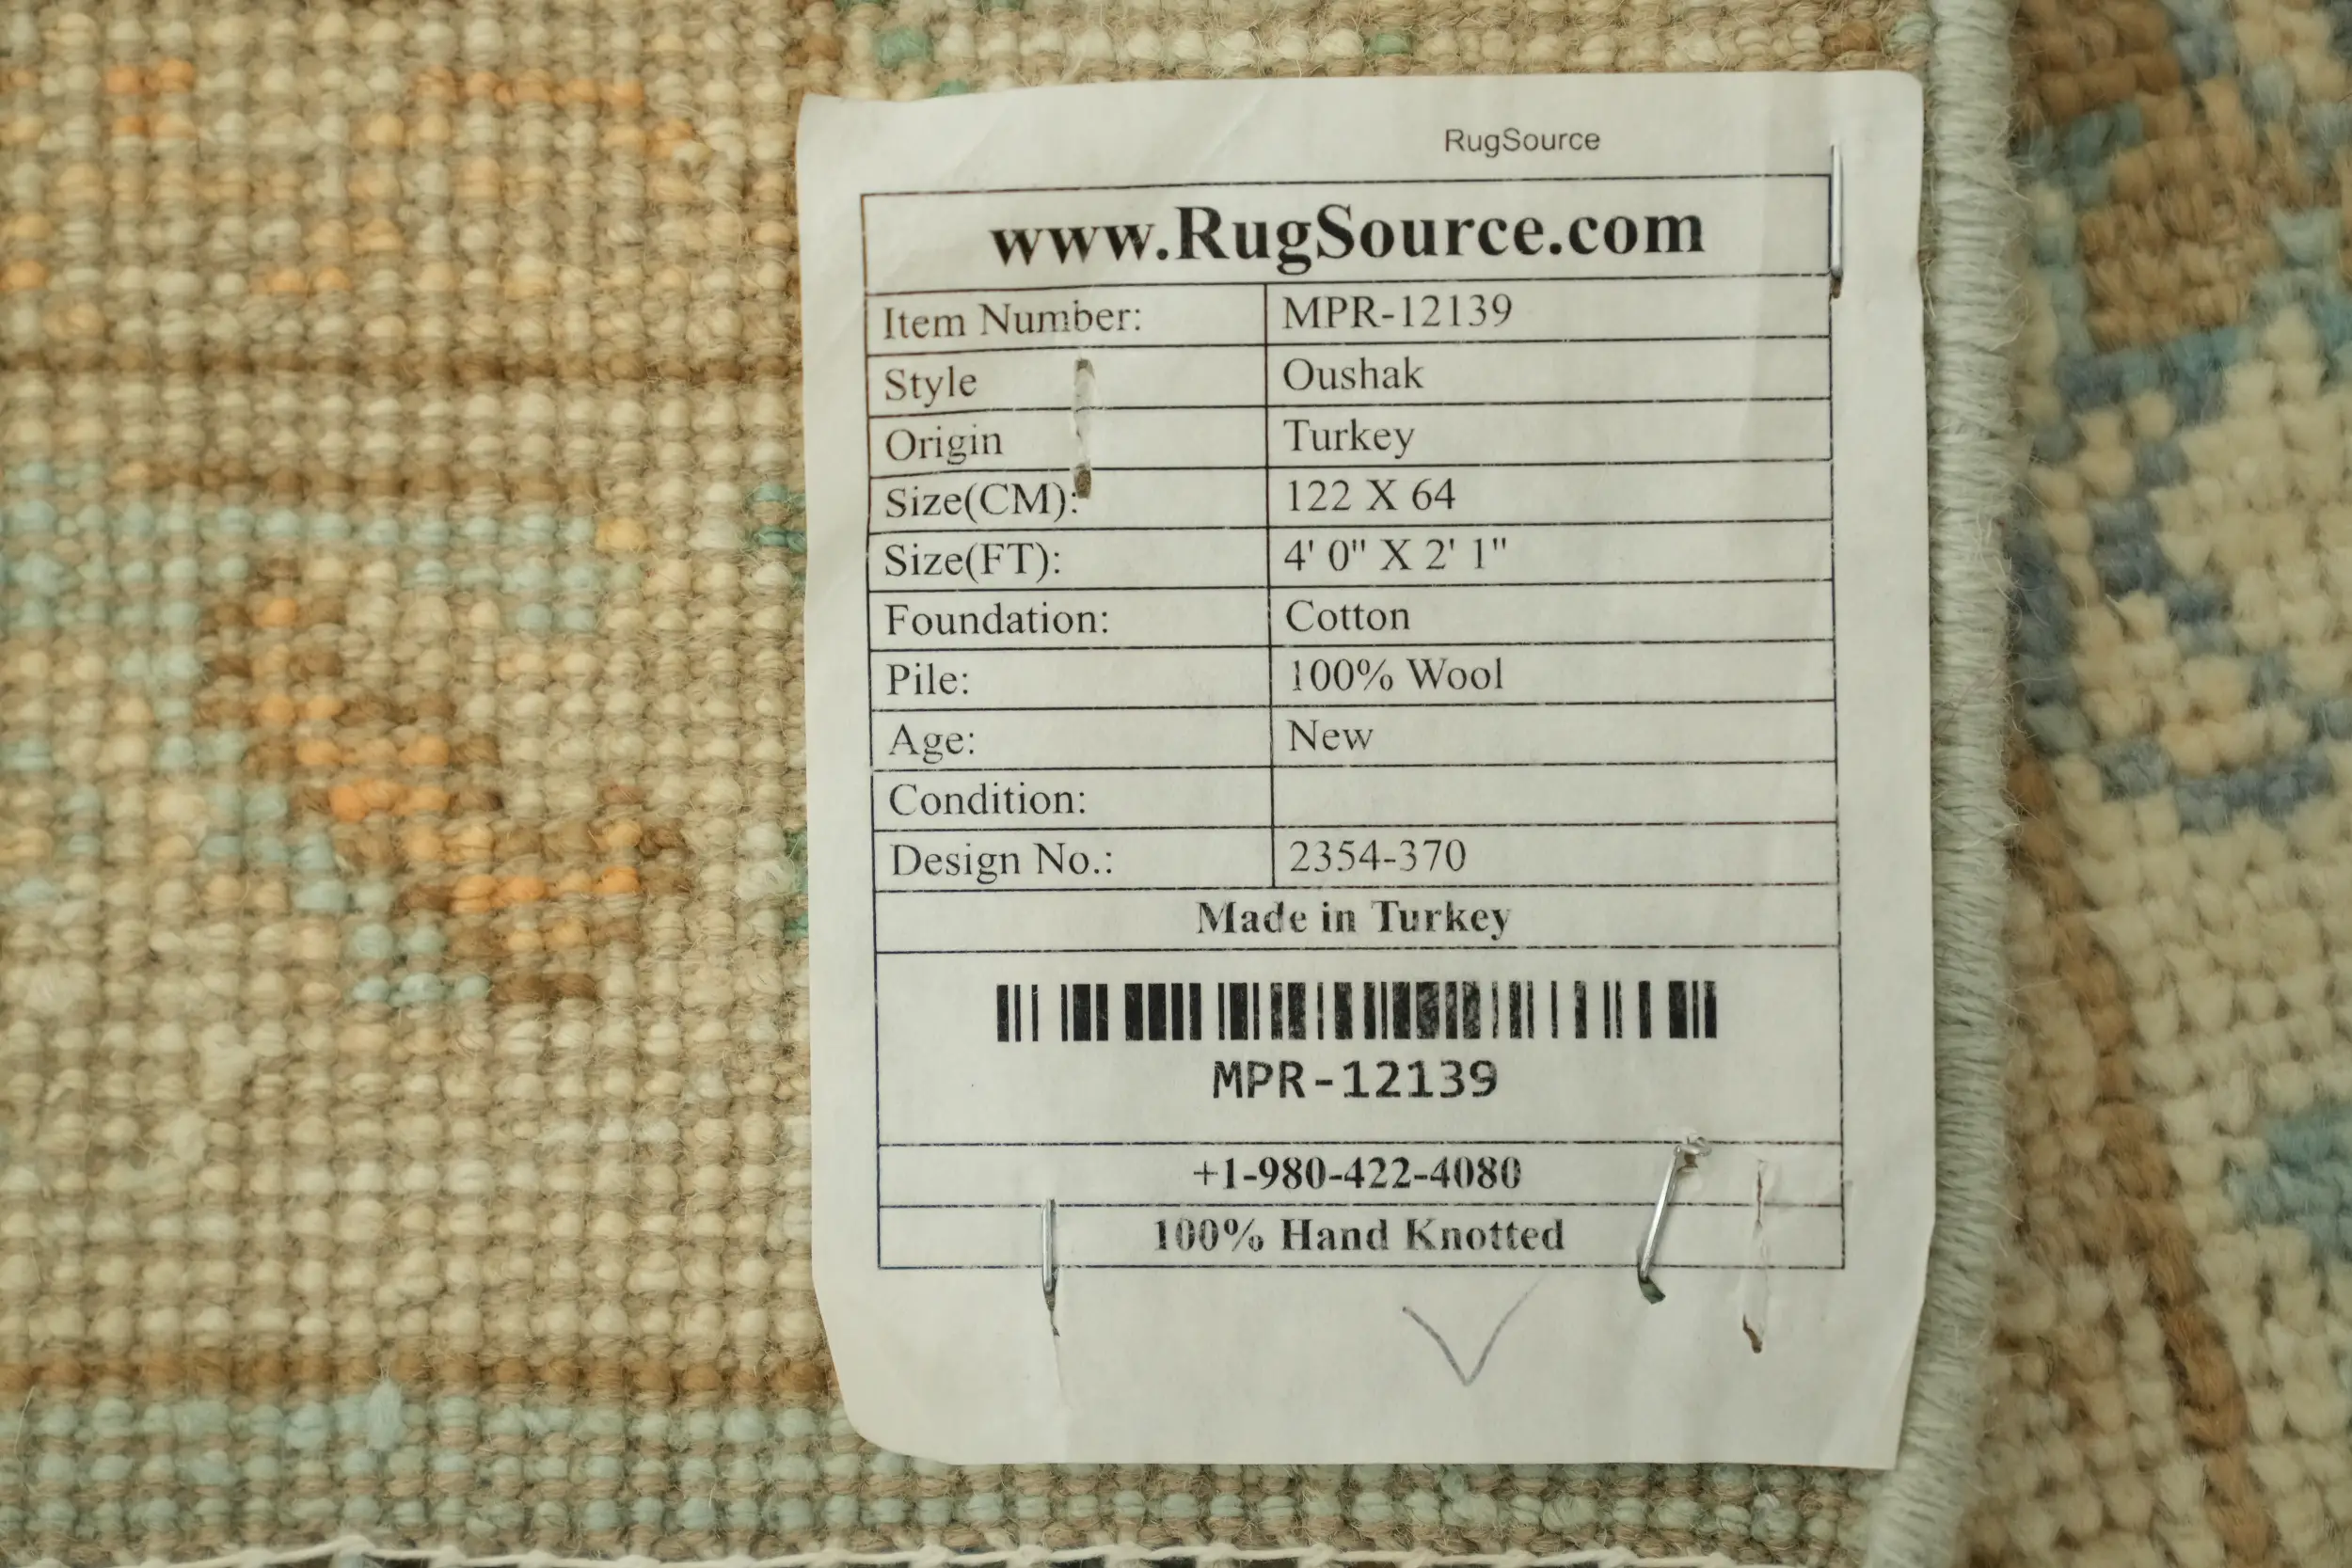 RugSource
www.RugSource.com
Item Number: MPR-12139
Style Oushak
Origin Turkey
Size(CM): 122 X 64
Size(FT): 4' 0" X 2' 1"
Foundation: Cotton
Pile: 100% Wool
Age: New
Condition:
Design No.: 2354-370
Made in Turkey
MPR-12139
+1-980-422-4080
100% Hand Knotted